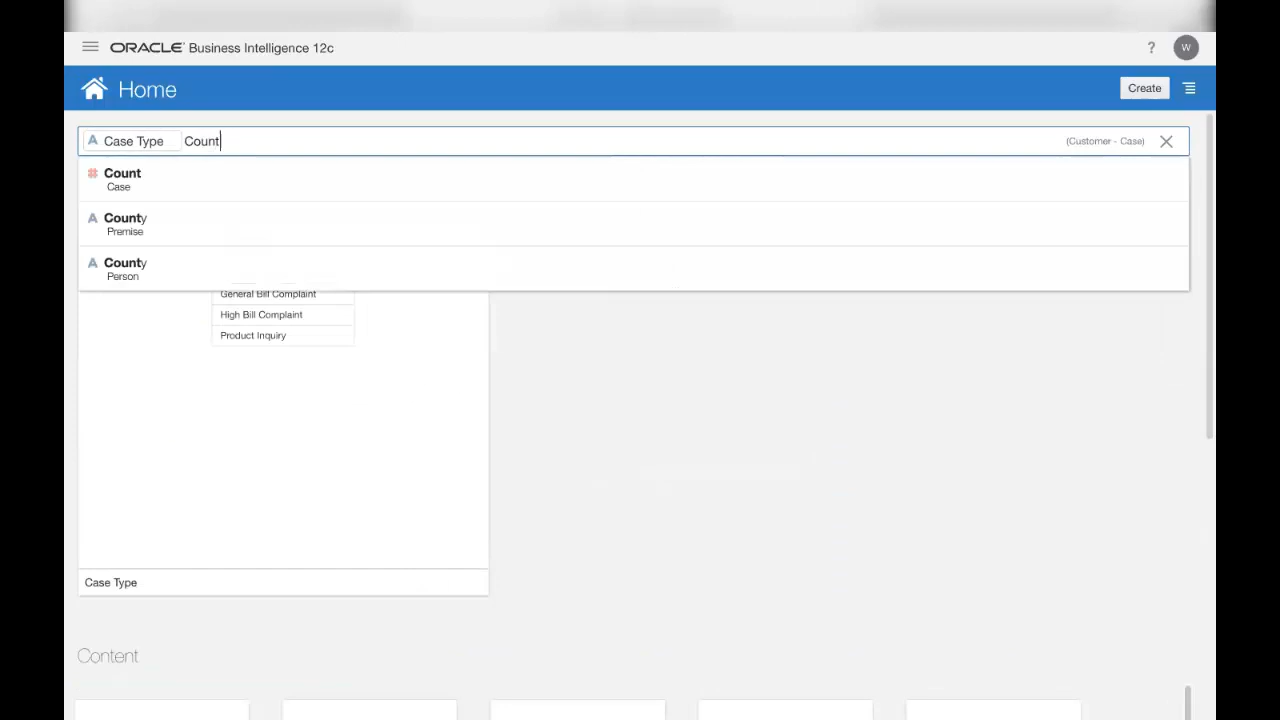 ORACLE Business Intelligence 12c
?
W
Home
Create
A Case Type Count
(Customer - Case)
# Count
Case
A County
Premise
A County
Person
General Bill Complaint
High Bill Complaint
Product Inquiry
Case Type
Content